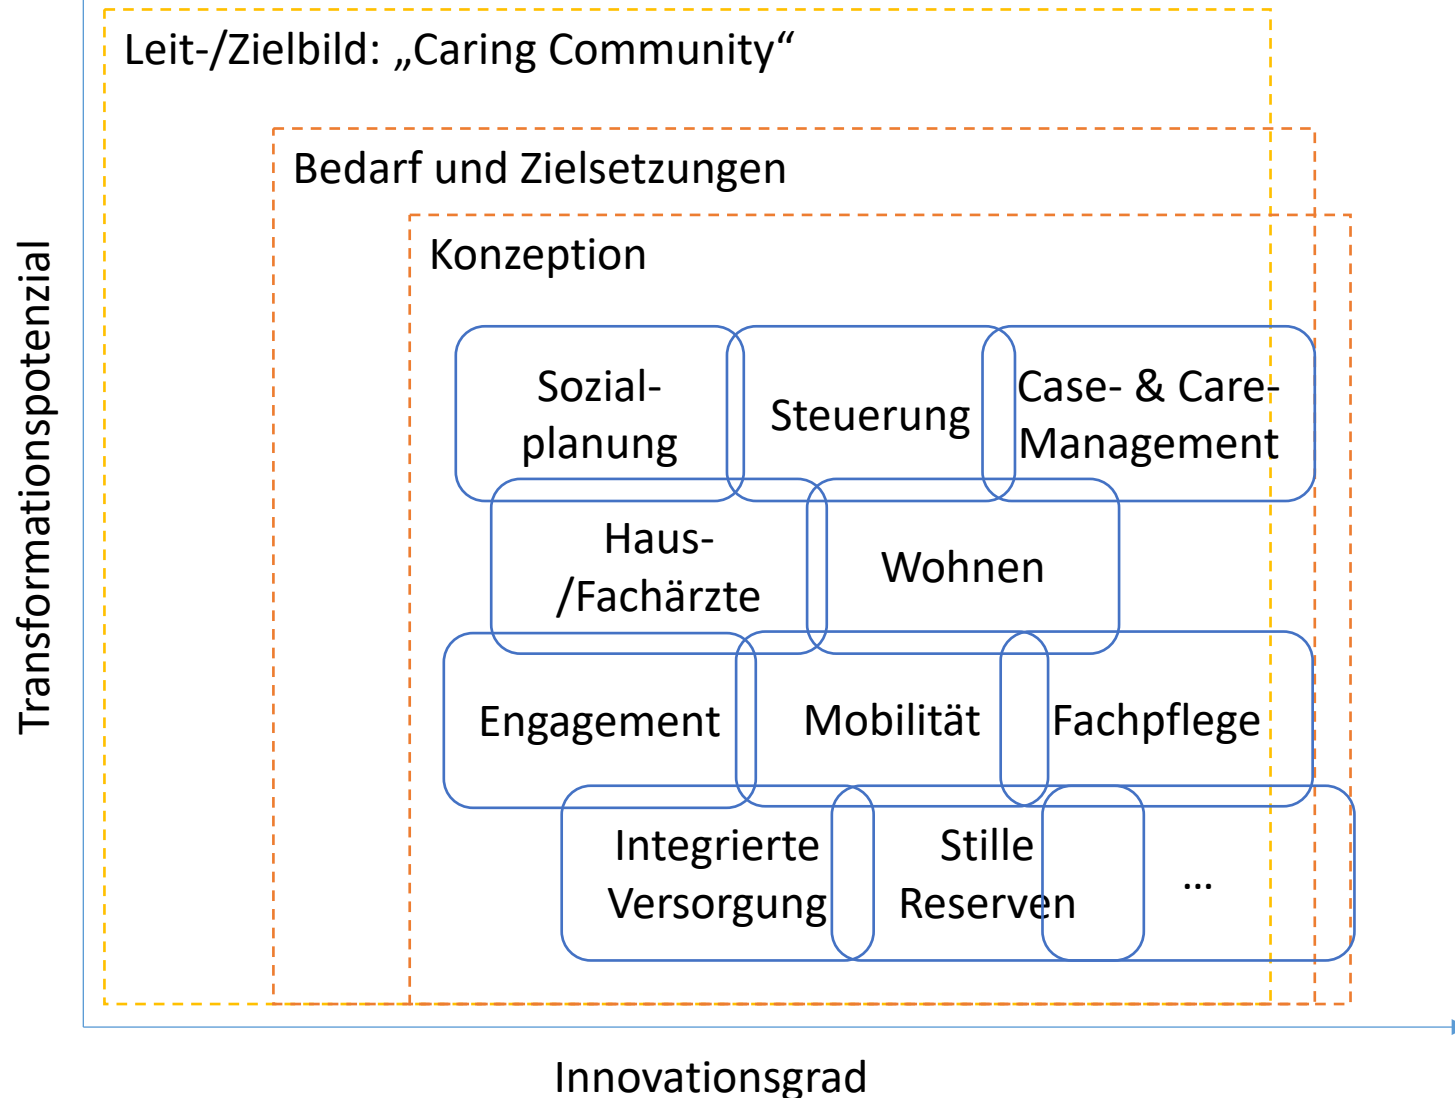 Leit-/Zielbild: „Caring Community“
Bedarf und Zielsetzungen
Konzeption
Transformationspotenzial
Sozial-
planung
Steuerung
Case- & Care-
Management
Haus-
/Fachärzte
Wohnen
Engagement
Mobilität
Fachpflege
Integrierte
Versorgung
Stille
Reserven
...
Innovationsgrad